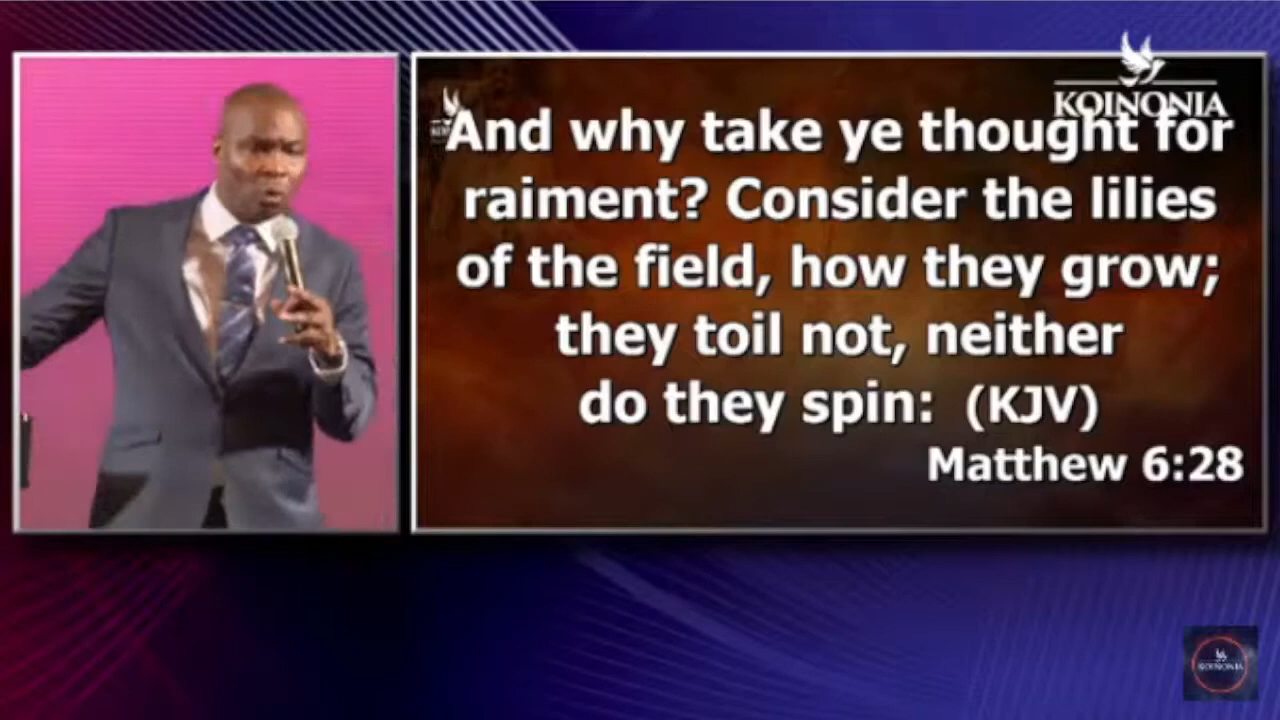 KOINONIA
And why take ye thought for
raiment? Consider the lilies
of the field, how they grow;
they toil not, neither
do they spin: (KJV)
Matthew 6:28
KOINONIA